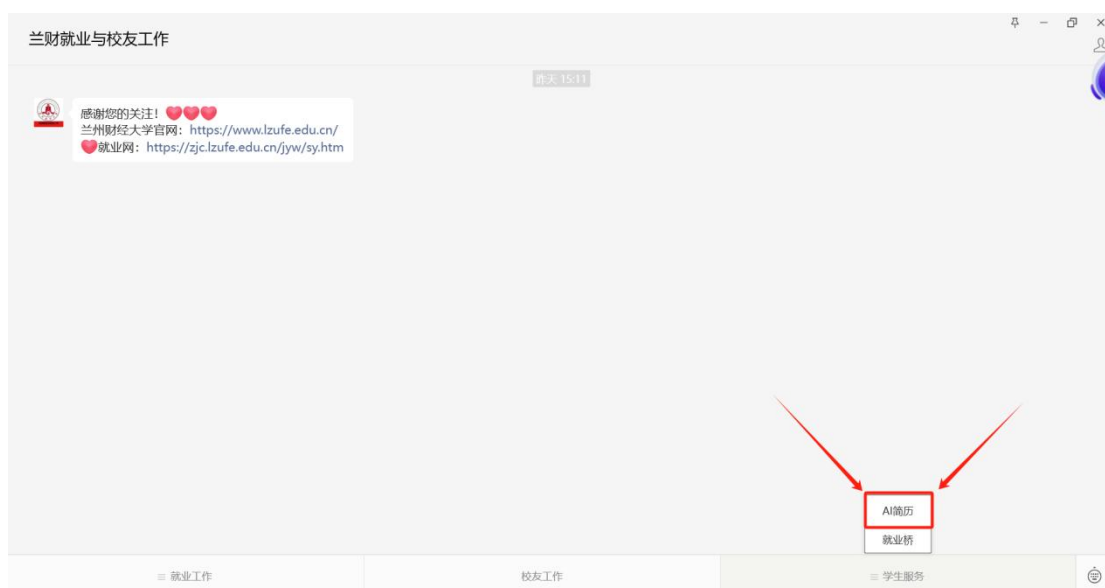 兰财就业与校友工作
昨天 15:11
感谢您的关注！❤❤❤
兰州财经大学官网：https://www.lzufe.edu.cn/
❤就业网：https://zjc.lzufe.edu.cn/jyw/sy.htm
AI简历
就业桥
就业工作
校友工作
学生服务